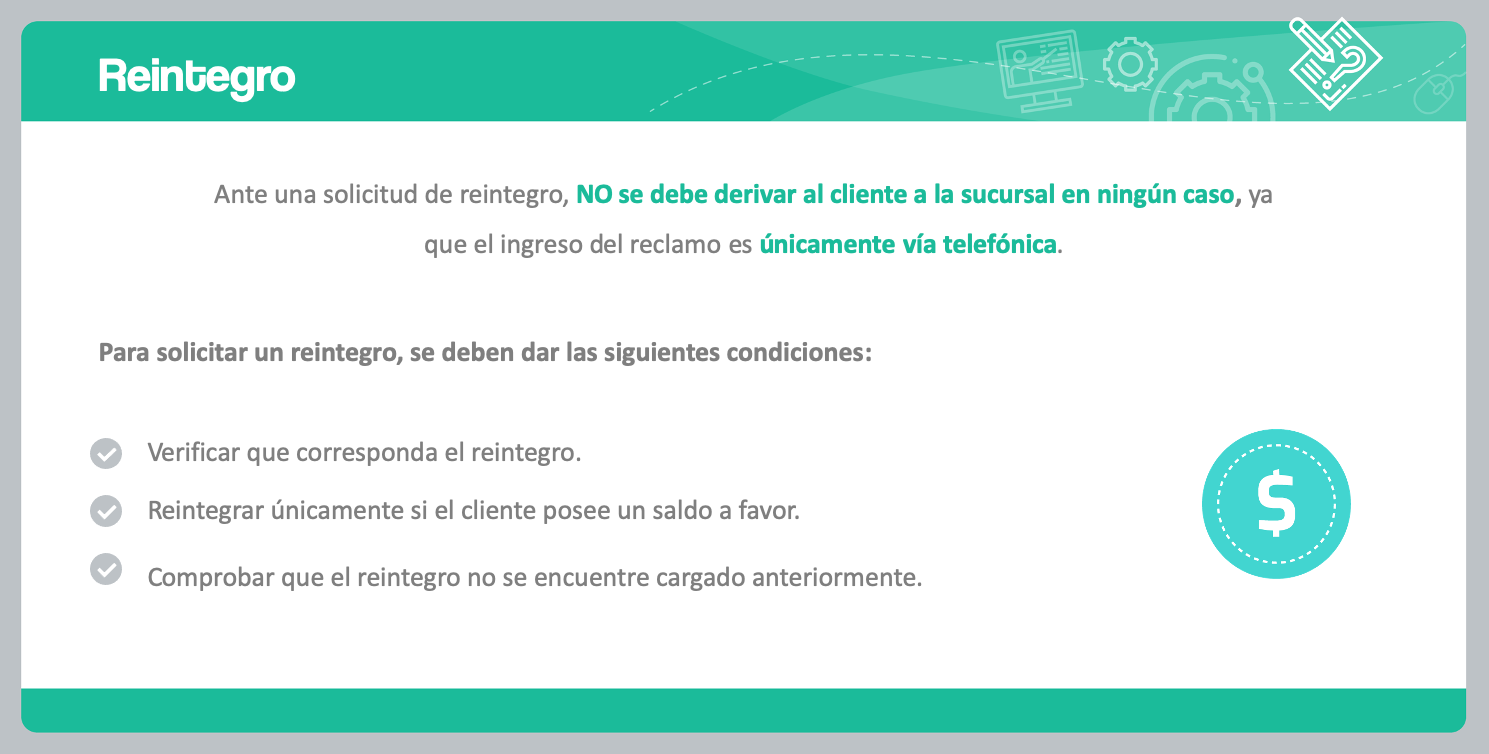 Reintegro
Ante una solicitud de reintegro, NO se debe derivar al cliente a la sucursal en ningún caso, ya
que el ingreso del reclamo es únicamente vía telefónica.
Para solicitar un reintegro, se deben dar las siguientes condiciones:
Verificar que corresponda el reintegro.
Reintegrar únicamente si el cliente posee un saldo a favor.
Comprobar que el reintegro no se encuentre cargado anteriormente.
$